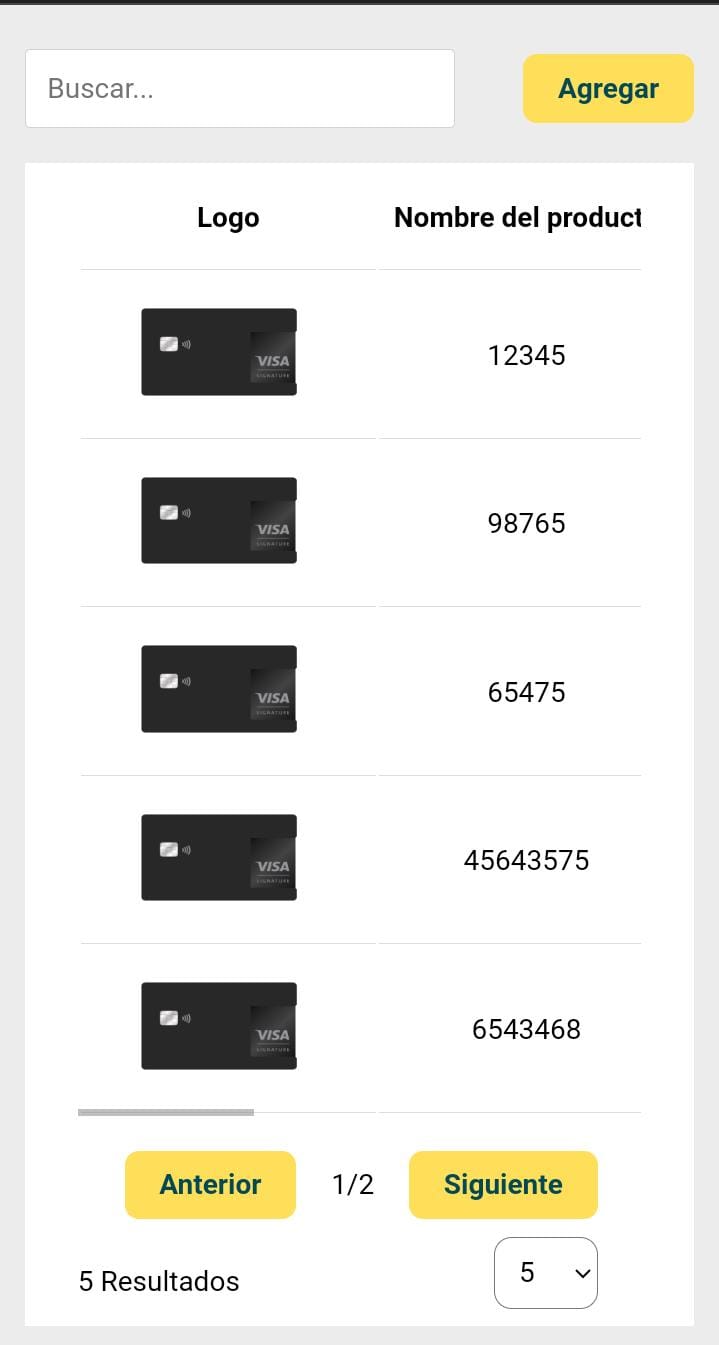 Buscar...
Agregar
Logo
Nombre del product
VISA
SIGNATURE
12345
VISA
SIGNATURE
98765
VISA
SIGNATURE
65475
VISA
SIGNATURE
45643575
VISA
SIGNATURE
6543468
Anterior
1/2
Siguiente
5 Resultados
5